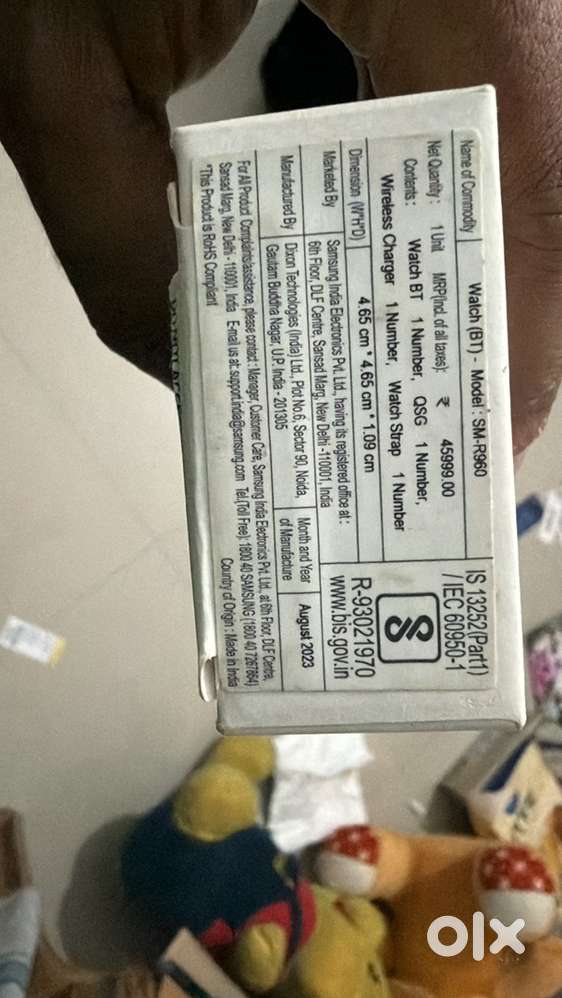 Name of Commodity Watch (BT) - Model : SM-R960
Net Quantity : 1 Unit MRP(Incl. of all taxes): ₹ 45999.00
Contents : Watch BT 1 Number, QSG 1 Number,
Wireless Charger 1 Number, Watch Strap 1 Number
Dimension (W*H*D) 4.65 cm * 4.65 cm * 1.09 cm
IS 13252(Part1)
/ IEC 60950-1
R-93021970
www.bis.gov.in
Marketed By Samsung India Electronics Pvt. Ltd., having its registered office at :
6th Floor, DLF Centre, Sansad Marg, New Delhi -110001, India
Manufactured By Dixon Technologies (India) Ltd., Plot No.6, Sector 90, Noida,
Gautam Buddha Nagar, U.P. India - 201305
Month and Year
of Manufacture
August 2023
For All Product Complaints/assistance, please contact : Manager, Customer Care, Samsung India Electronics Pvt. Ltd., at 6th Floor, DLF Centre,
Sansad Marg, New Delhi -110001, India E-mail us at: support.india@samsung.com Tel.(Toll Free): 1800 40 SAMSUNG (1800 40 7267864)
*This Product is RoHS Compliant Country of Origin : Made in India
olx